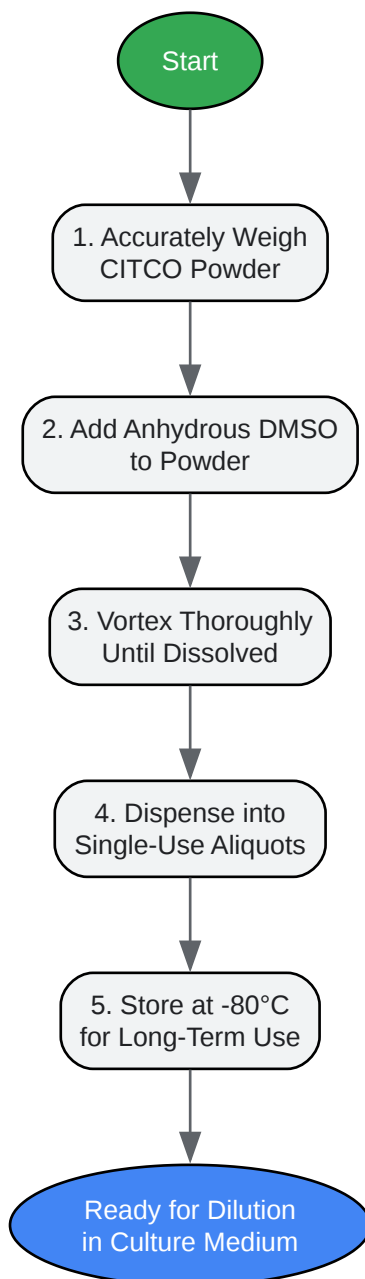 Start
1. Accurately Weigh
CITCO Powder
2. Add Anhydrous DMSO
to Powder
3. Vortex Thoroughly
Until Dissolved
4. Dispense into
Single-Use Aliquots
5. Store at -80°C
for Long-Term Use
Ready for Dilution
in Culture Medium